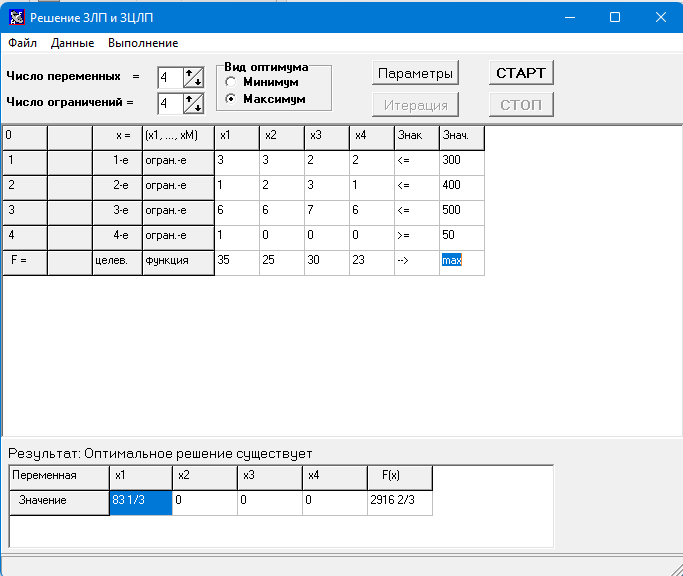 Решение ЗЛП и ЗЦЛП
Файл Данные Выполнение
Число переменных = 4
Число ограничений = 4
Вид оптимума
Минимум
Максимум
Параметры СТАРТ
Итерация СТОП
0 x = (x1, ..., xM) x1 x2 x3 x4 Знак Знач.
1 1-е огран.-е 3 3 2 2 <= 300
2 2-е огран.-е 1 2 3 1 <= 400
3 3-е огран.-е 6 6 7 6 <= 500
4 4-е огран.-е 1 0 0 0 >= 50
F = целев. функция 35 25 30 23 --> max
Результат: Оптимальное решение существует
Переменная x1 x2 x3 x4 F(x)
Значение 83 1/3 0 0 0 2916 2/3